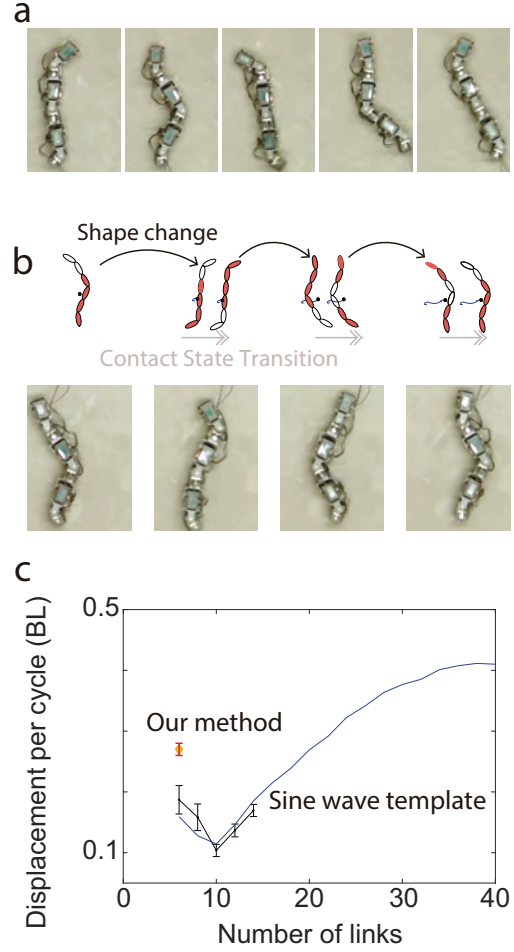 a
b
Shape change
Contact State Transition
c
Displacement per cycle (BL)
0.5
0.1
Our method
Sine wave template
0
10
20
30
40
Number of links